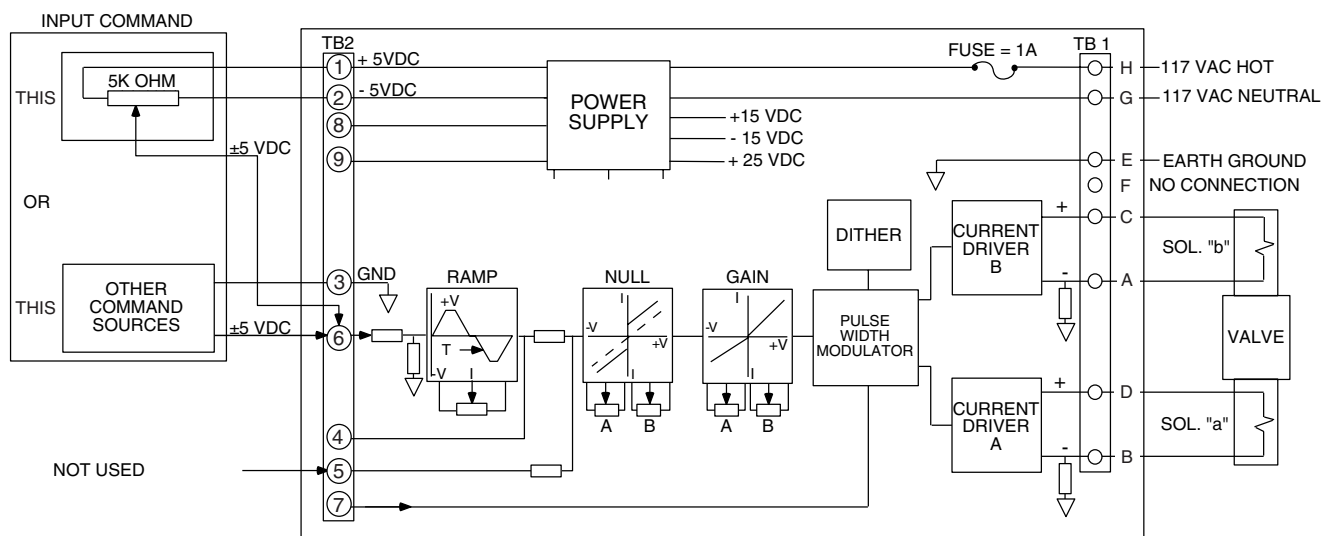 INPUT COMMAND
THIS
5K OHM
±5 VDC
OR
THIS
OTHER
COMMAND
SOURCES
±5 VDC
NOT USED
TB2
1
+ 5VDC
2
- 5VDC
8
9
3
GND
6
4
5
7
POWER
SUPPLY
+15 VDC
- 15 VDC
+ 25 VDC
FUSE = 1A
RAMP
+V
T
-V
I
NULL
I
-V
+V
I
A
B
GAIN
I
-V
+V
I
A
B
DITHER
PULSE
WIDTH
MODULATOR
CURRENT
DRIVER
B
+
-
CURRENT
DRIVER
A
+
-
TB 1
H
117 VAC HOT
G
117 VAC NEUTRAL
E
EARTH GROUND
F
NO CONNECTION
C
SOL. "b"
A
VALVE
D
SOL. "a"
B